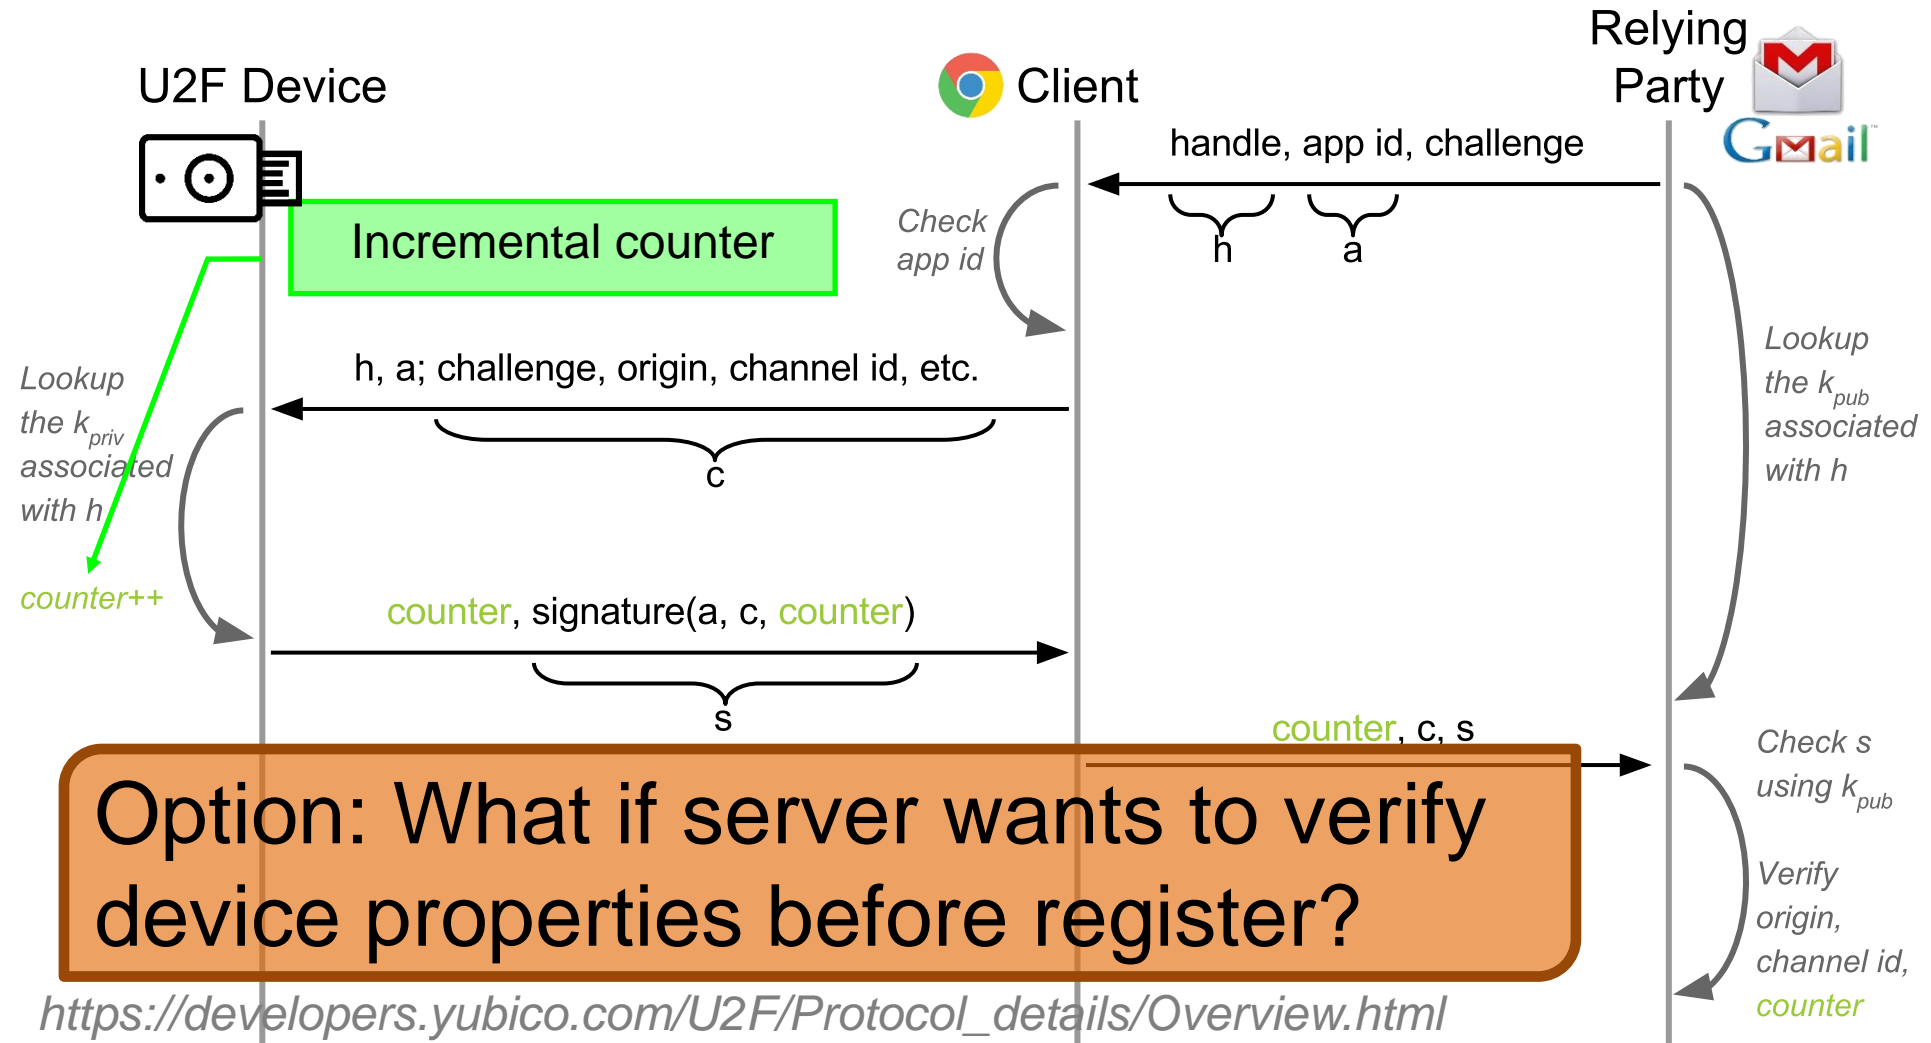 Relying
Party
U2F Device
Client
Gmail
handle, app id, challenge
h
a
Incremental counter
Check
app id
Lookup
the k_pub
associated
with h
h, a; challenge, origin, channel id, etc.
c
Lookup
the k_priv
associated
with h
counter++
counter, signature(a, c, counter)
s
counter, c, s
Check s
using k_pub
Verify
origin,
channel id,
counter
Option: What if server wants to verify
device properties before register?
https://developers.yubico.com/U2F/Protocol_details/Overview.html